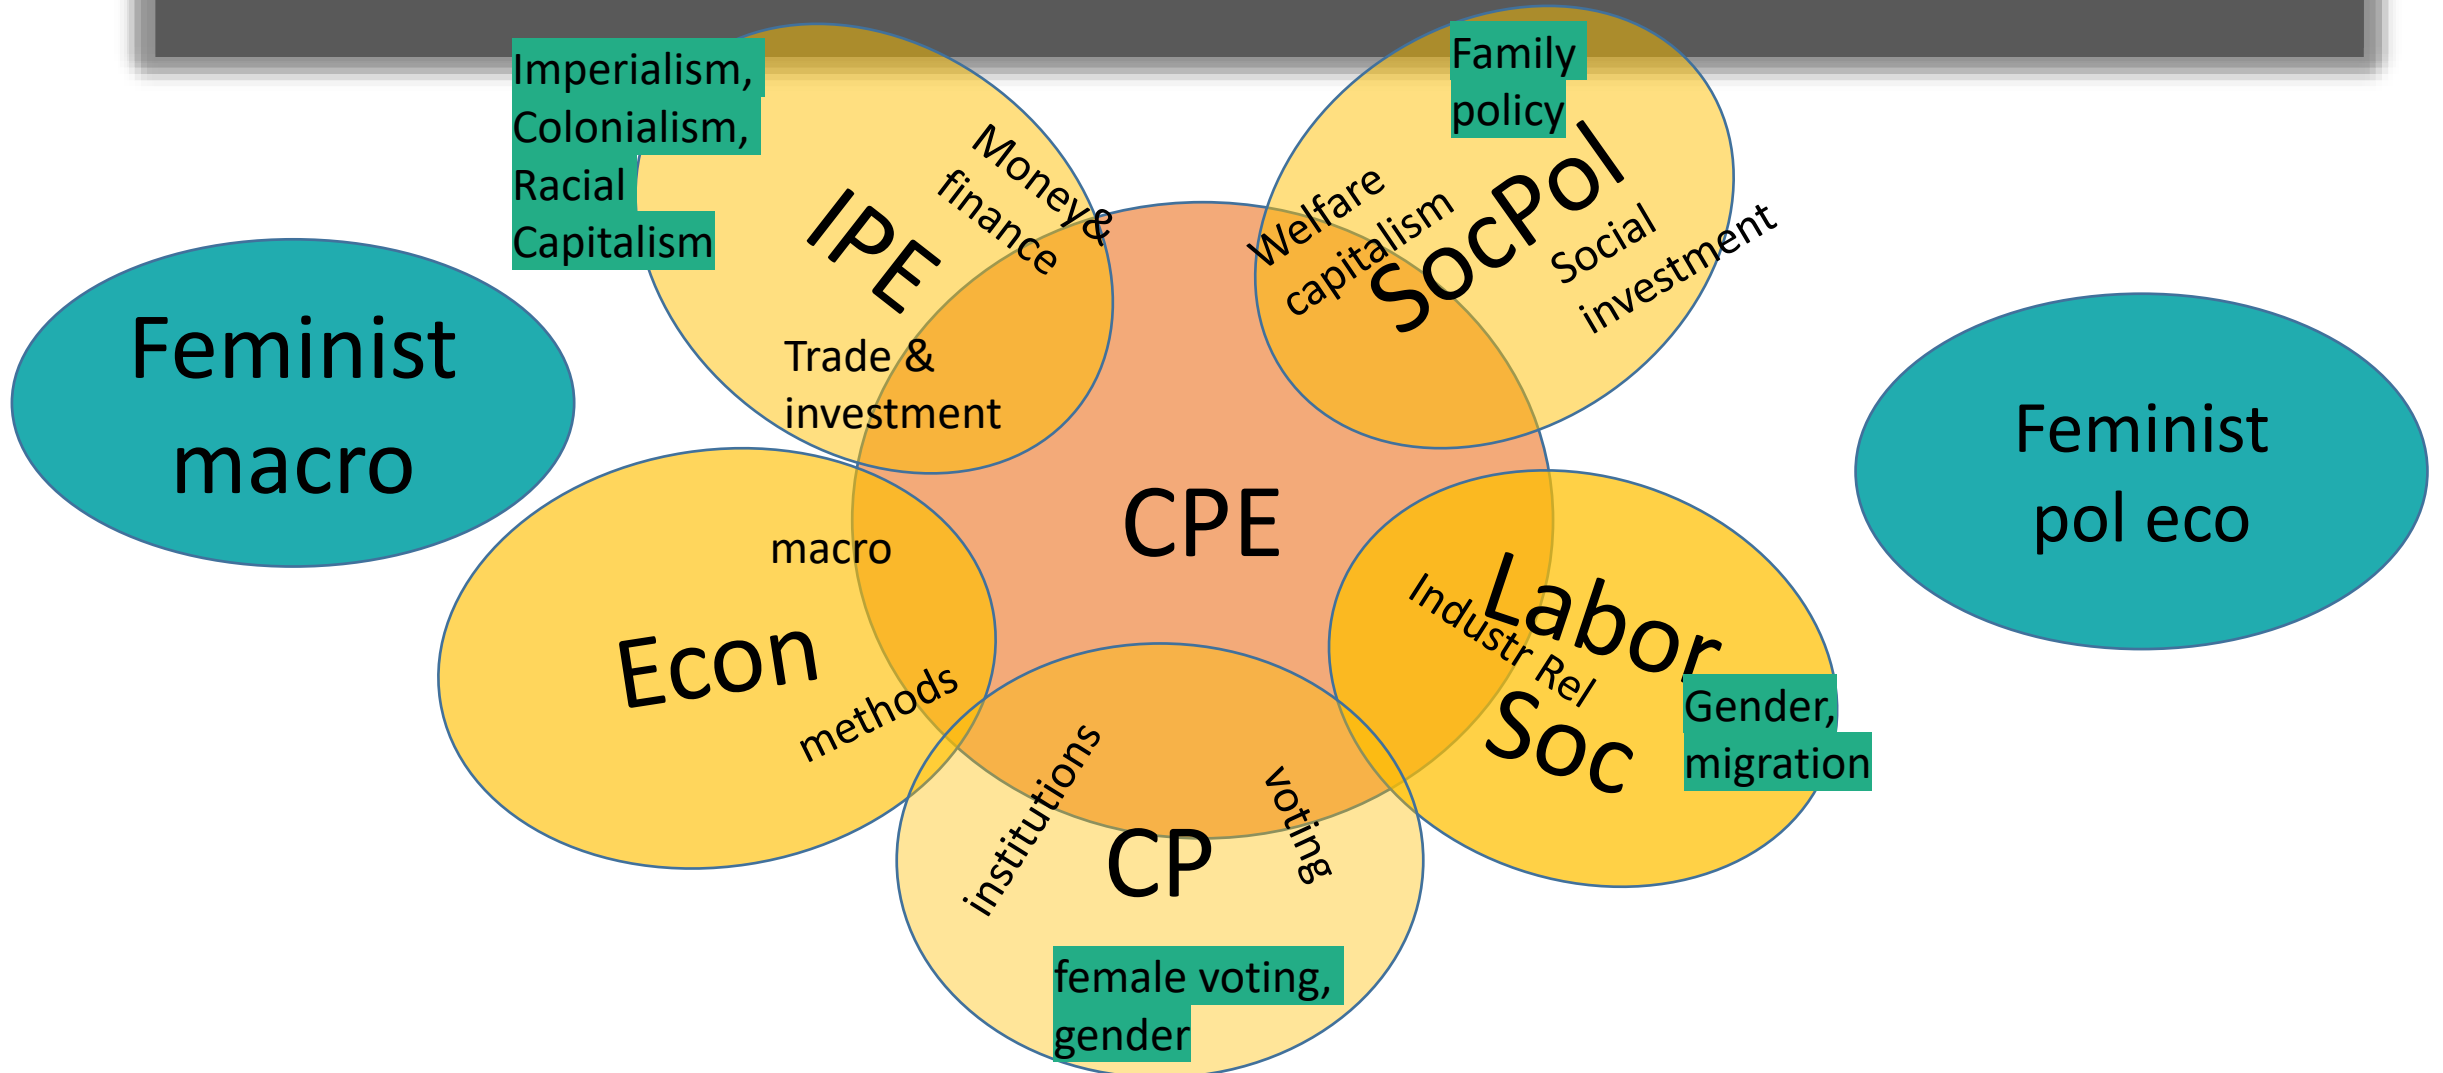 Imperialism,
Colonialism,
Racial
Capitalism
Money &
finance
IPE
Trade &
investment
Family
policy
Welfare
capitalism
SocPol
Social
investment
Feminist
macro
CPE
Feminist
pol eco
macro
Econ
methods
Labor
Soc
Industr Rel
Gender,
migration
institutions
voting
CP
female voting,
gender